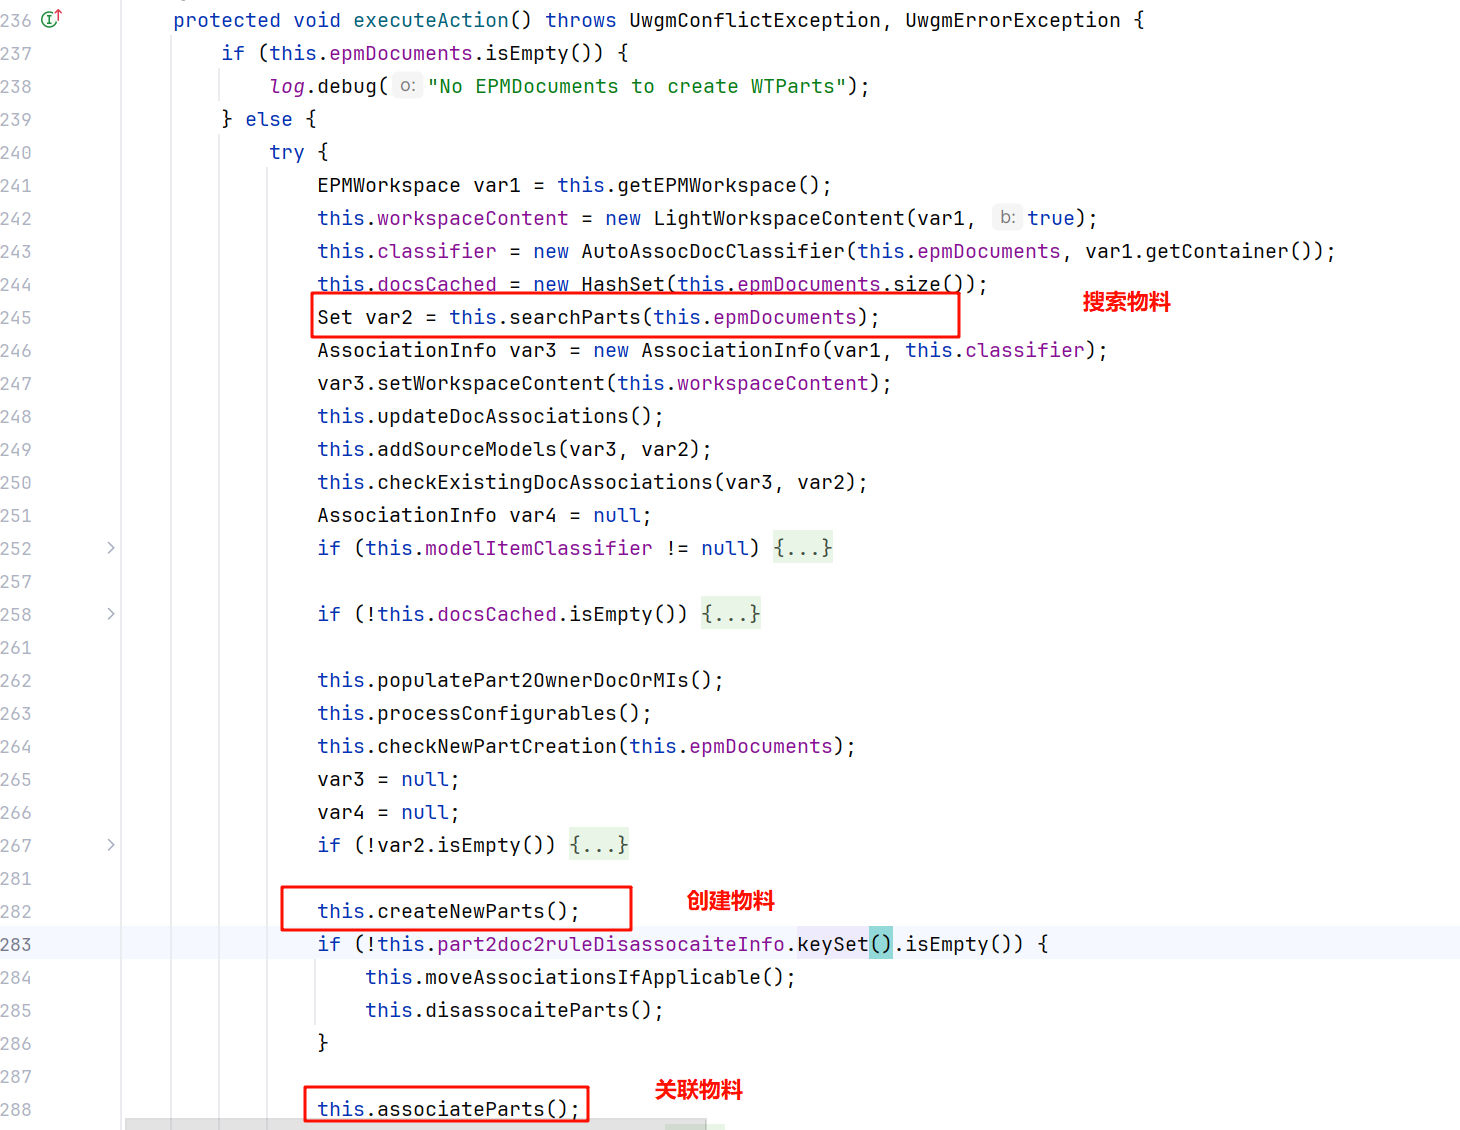 236 protected void executeAction() throws UwgmConflictException, UwgmErrorException {
237 if (this.epmDocuments.isEmpty()) {
238 log.debug( o: "No EPMDocuments to create WTParts");
239 } else {
240 try {
241 EPMWorkspace var1 = this.getEPMWorkspace();
242 this.workspaceContent = new LightWorkspaceContent(var1, b: true);
243 this.classifier = new AutoAssocDocClassifier(this.epmDocuments, var1.getContainer());
244 this.docsCached = new HashSet(this.epmDocuments.size());
搜索物料
245 Set var2 = this.searchParts(this.epmDocuments);
246 AssociationInfo var3 = new AssociationInfo(var1, this.classifier);
247 var3.setWorkspaceContent(this.workspaceContent);
248 this.updateDocAssociations();
249 this.addSourceModels(var3, var2);
250 this.checkExistingDocAssociations(var3, var2);
251 AssociationInfo var4 = null;
252 if (this.modelItemClassifier != null) {...}
257
258 if (!this.docsCached.isEmpty()) {...}
261
262 this.populatePart2OwnerDocOrMIs();
263 this.processConfigurables();
264 this.checkNewPartCreation(this.epmDocuments);
265 var3 = null;
266 var4 = null;
267 if (!var2.isEmpty()) {...}
281
282 this.createNewParts(); 创建物料
283 if (!this.part2doc2ruleDisassocaiteInfo.keySet().isEmpty()) {
284 this.moveAssociationsIfApplicable();
285 this.disassocaiteParts();
286 }
287
关联物料
288 this.associateParts();